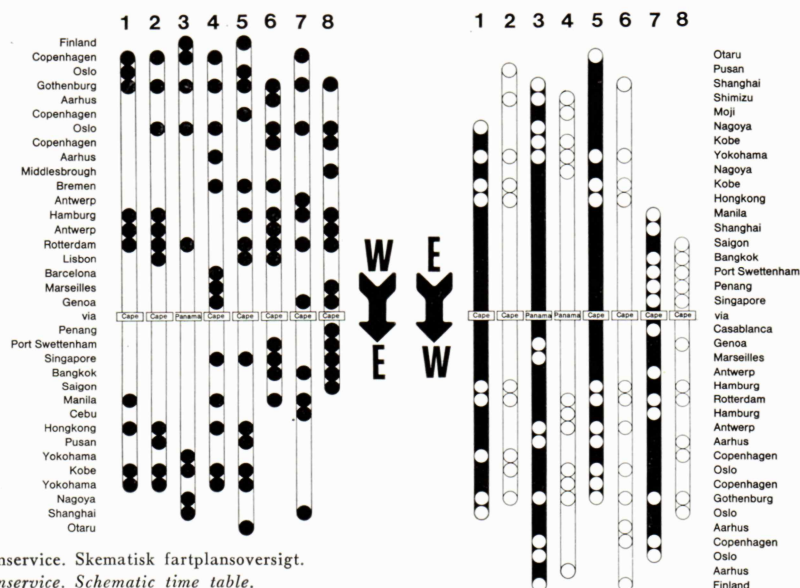 1 2 3 4 5 6 7 8
Finland
Copenhagen
Oslo
Gothenburg
Aarhus
Copenhagen
Oslo
Copenhagen
Aarhus
Middlesbrough
Bremen
Antwerp
Hamburg
Antwerp
Rotterdam
Lisbon
Barcelona
Marseilles
Genoa
via Cape Cape Panama Cape Cape Cape Cape Cape
Penang
Port Swettenham
Singapore
Bangkok
Saigon
Manila
Cebu
Hongkong
Pusan
Yokohama
Kobe
Yokohama
Nagoya
Shanghai
Otaru
W E
E W
1 2 3 4 5 6 7 8
Otaru
Pusan
Shanghai
Shimizu
Moji
Nagoya
Kobe
Yokohama
Nagoya
Kobe
Hongkong
Manila
Shanghai
Saigon
Bangkok
Port Swettenham
Penang
Singapore
Cape Cape Panama Panama Cape Cape Cape Cape via
Casablanca
Genoa
Marseilles
Antwerp
Hamburg
Rotterdam
Hamburg
Antwerp
Aarhus
Copenhagen
Oslo
Copenhagen
Gothenburg
Oslo
Aarhus
Copenhagen
Oslo
Aarhus
Finland
nservice. Skematisk fartplansoversigt.
nservice. Schematic time table.